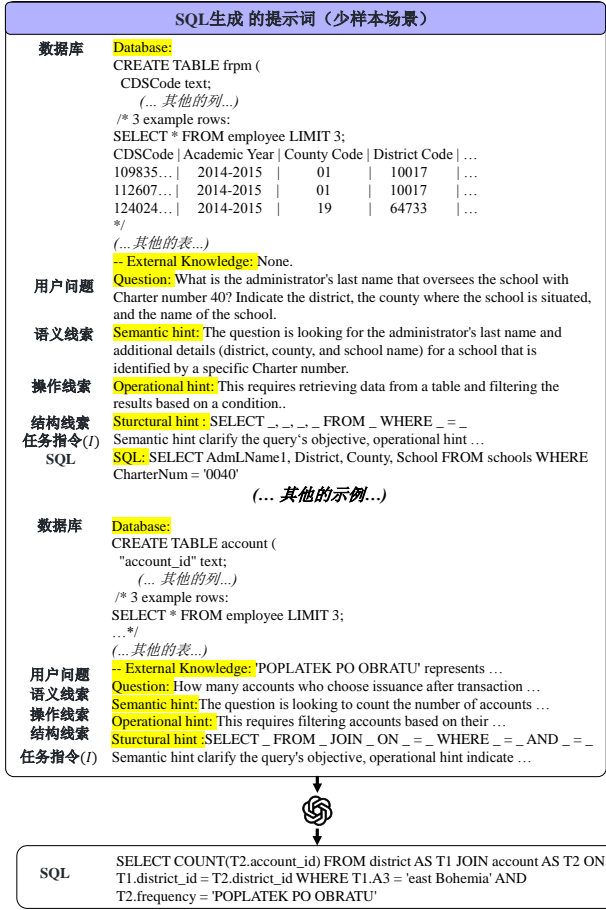 SQL生成 的提示词（少样本场景）
数据库 Database:
CREATE TABLE frpm (
CDSCode text;
(... 其他的列...)
/* 3 example rows:
SELECT * FROM employee LIMIT 3;
CDSCode | Academic Year | County Code | District Code | …
109835… | 2014-2015 | 01 | 10017 | …
112607… | 2014-2015 | 01 | 10017 | …
124024… | 2014-2015 | 19 | 64733 | …
*/
(…其他的表…)
-- External Knowledge: None.
用户问题 Question: What is the administrator's last name that oversees the school with
Charter number 40? Indicate the district, the county where the school is situated,
and the name of the school.
语义线索 Semantic hint: The question is looking for the administrator's last name and
additional details (district, county, and school name) for a school that is
identified by a specific Charter number.
操作线索 Operational hint: This requires retrieving data from a table and filtering the
results based on a condition..
结构线索 Sturctural hint : SELECT _, _, _, _ FROM _ WHERE _ = _
任务指令(I) Semantic hint clarify the query‘s objective, operational hint …
SQL SQL: SELECT AdmLName1, District, County, School FROM schools WHERE
CharterNum = '0040'
(... 其他的示例...)
数据库 Database:
CREATE TABLE account (
"account_id" text;
(... 其他的列...)
/* 3 example rows:
SELECT * FROM employee LIMIT 3;
…*/
(…其他的表...)
用户问题 -- External Knowledge: 'POPLATEK PO OBRATU' represents …
语义线索 Question: How many accounts who choose issuance after transaction …
操作线索 Semantic hint: The question is looking to count the number of accounts …
结构线索 Operational hint: This requires filtering accounts based on their …
Sturctural hint :SELECT _ FROM _ JOIN _ ON _ = _ WHERE _ = _ AND _ = _
任务指令(I) Semantic hint clarify the query's objective, operational hint indicate …
SQL SELECT COUNT(T2.account_id) FROM district AS T1 JOIN account AS T2 ON
T1.district_id = T2.district_id WHERE T1.A3 = 'east Bohemia' AND
T2.frequency = 'POPLATEK PO OBRATU'